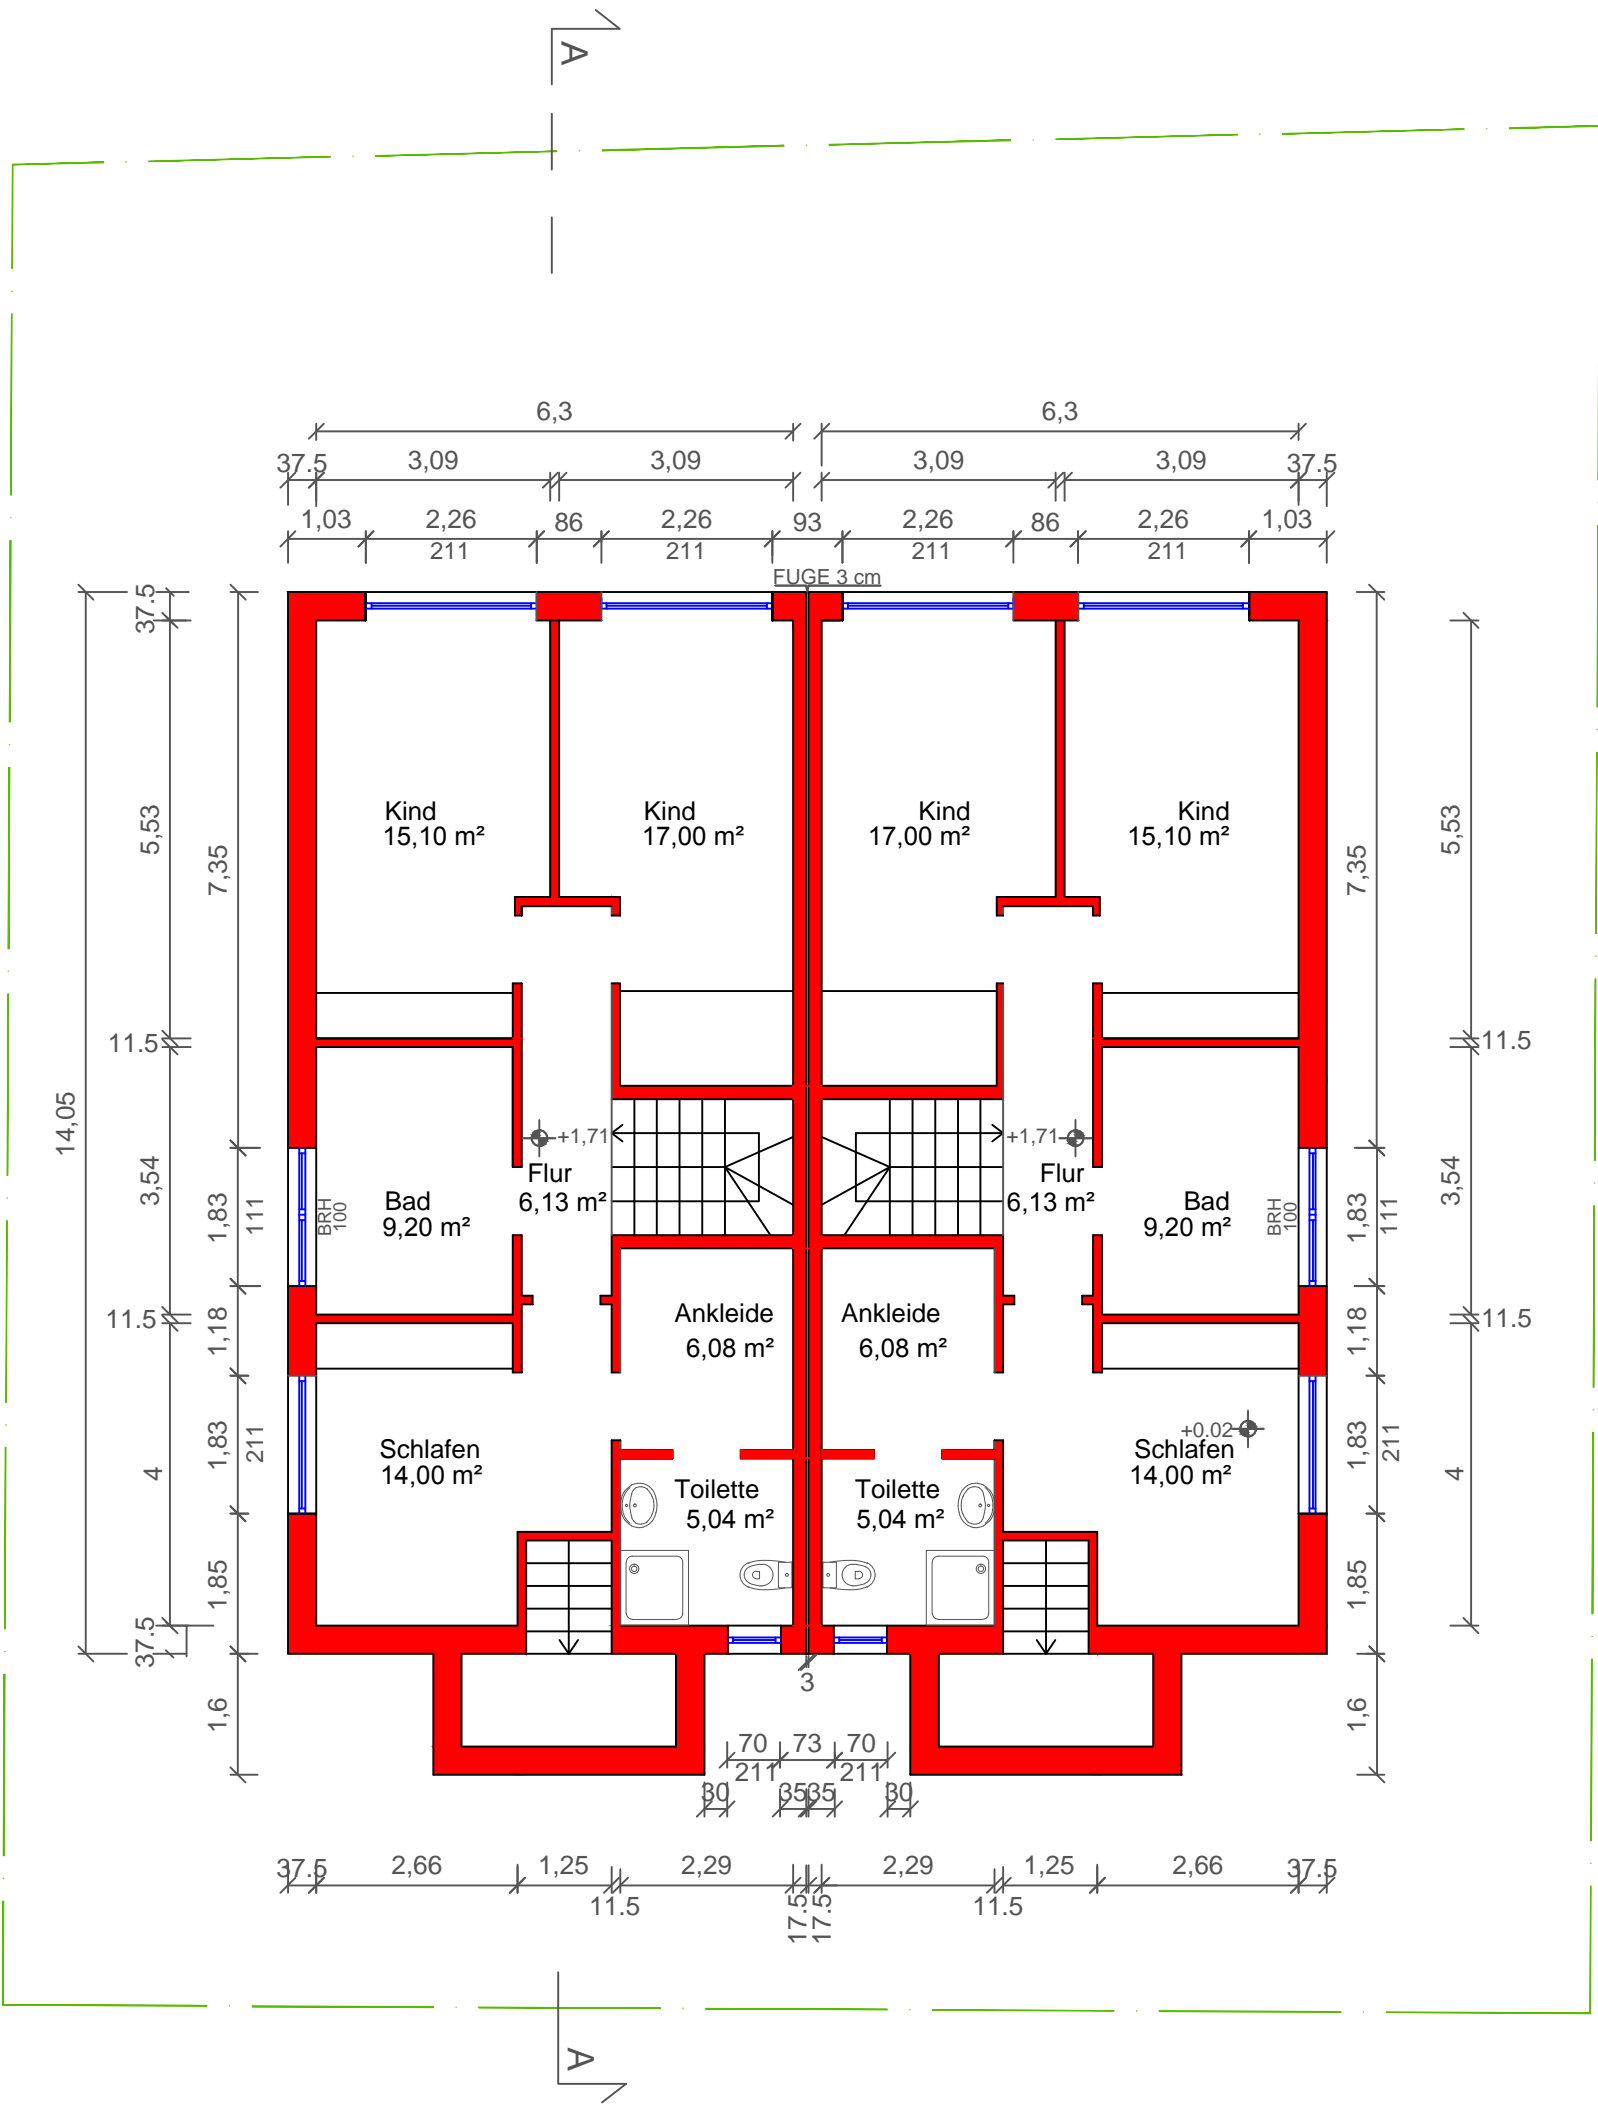 A
6,3 6,3
37.5 3,09 3,09 3,09 3,09 37.5
1,03 2,26 86 2,26 93 2,26 86 2,26 1,03
211 211 211 211
FUGE 3 cm
37.5
14,05
5,53
7,35
11.5
3,54
1,83
111
11.5
1,18
1,83
211
4
1,85
37.5
1,6
Kind
15,10 m²
Kind
17,00 m²
Kind
17,00 m²
Kind
15,10 m²
+1,71
Flur
6,13 m²
+1,71
Flur
6,13 m²
BRH
100
Bad
9,20 m²
Bad
9,20 m²
BRH
100
Ankleide
6,08 m²
Ankleide
6,08 m²
Schlafen
14,00 m²
+0.02
Schlafen
14,00 m²
Toilette
5,04 m²
Toilette
5,04 m²
7,35
5,53
11.5
1,83
111
3,54
11.5
1,18
1,83
211
4
1,85
1,6
3
70 73 70
211 211
30 35 35 30
37.5 2,66 1,25 2,29 2,29 1,25 2,66 37.5
11.5 17.5 17.5 11.5
A